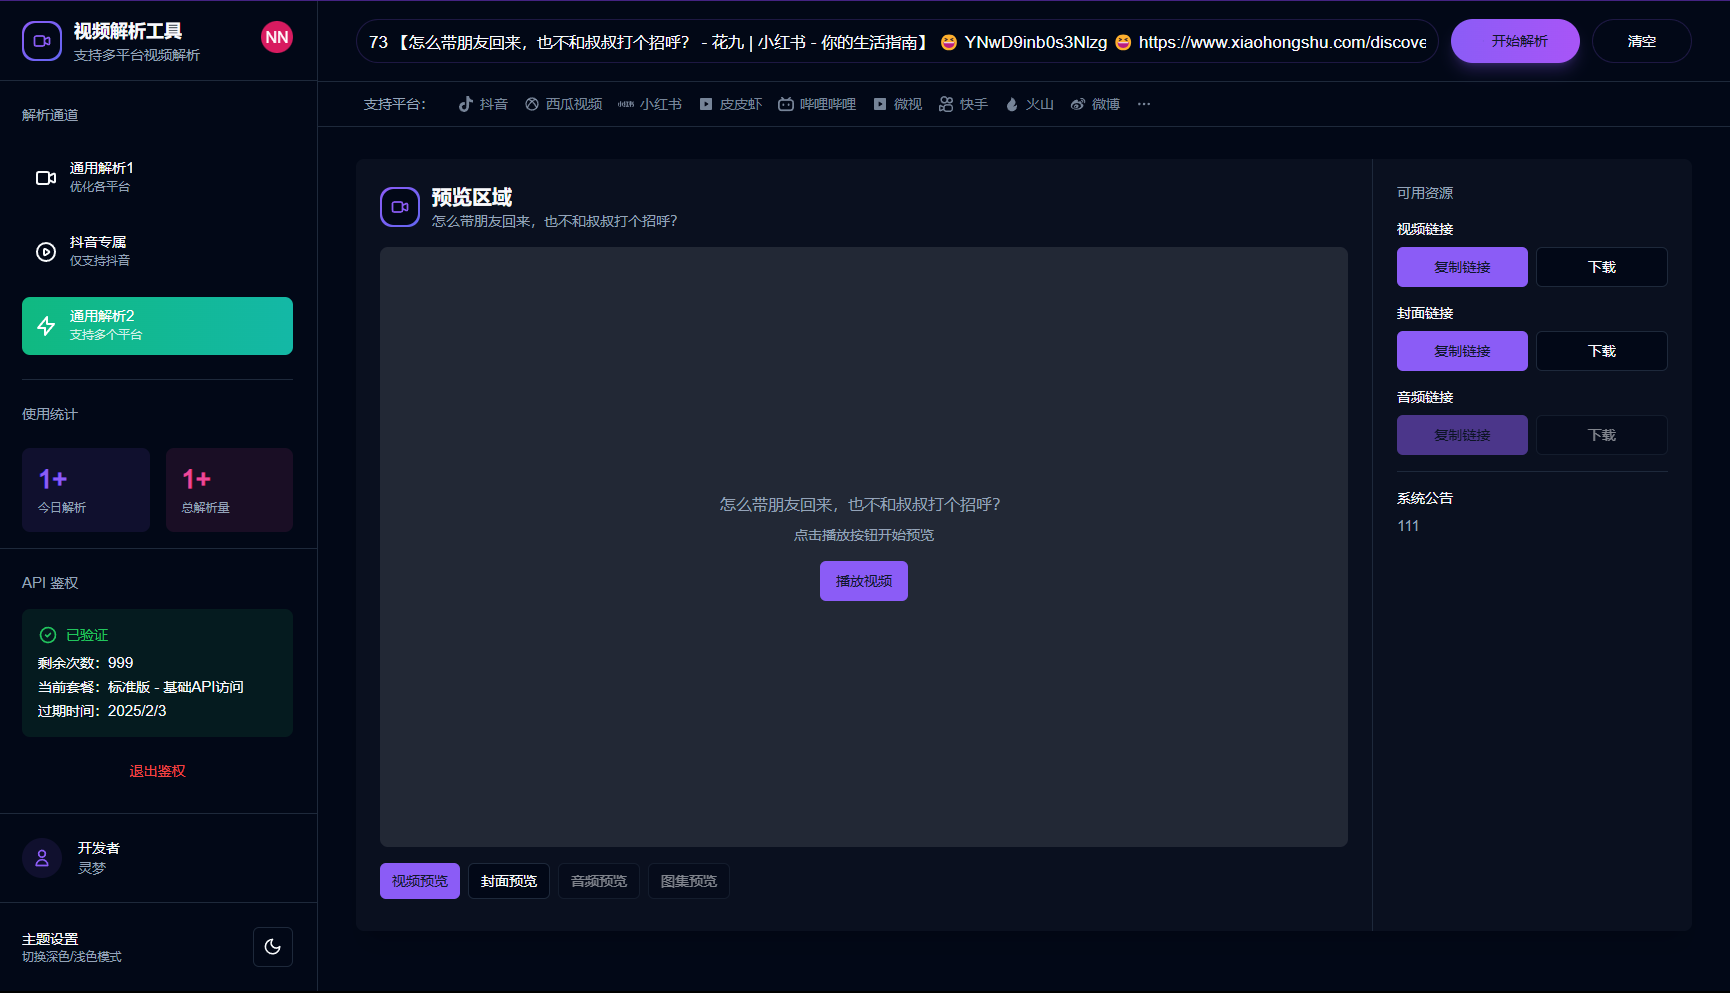 视频解析工具
支持多平台视频解析
NN
73 【怎么带朋友回来，也不和叔叔打个招呼？ - 花九 | 小红书 - 你的生活指南】 😆 YNwD9inb0s3Nlzg 😆 https://www.xiaohongshu.com/discove
开始解析
清空
支持平台：
抖音
西瓜视频
小红书
皮皮虾
哔哩哔哩
微视
快手
火山
微博
···
解析通道
通用解析1
优化各平台
抖音专属
仅支持抖音
通用解析2
支持多个平台
使用统计
1+
今日解析
1+
总解析量
API 鉴权
已验证
剩余次数：999
当前套餐：标准版 - 基础API访问
过期时间：2025/2/3
退出鉴权
开发者
灵梦
主题设置
切换深色/浅色模式
预览区域
怎么带朋友回来，也不和叔叔打个招呼？
怎么带朋友回来，也不和叔叔打个招呼？
点击播放按钮开始预览
播放视频
视频预览
封面预览
音频预览
图集预览
可用资源
视频链接
复制链接
下载
封面链接
复制链接
下载
音频链接
复制链接
下载
系统公告
111